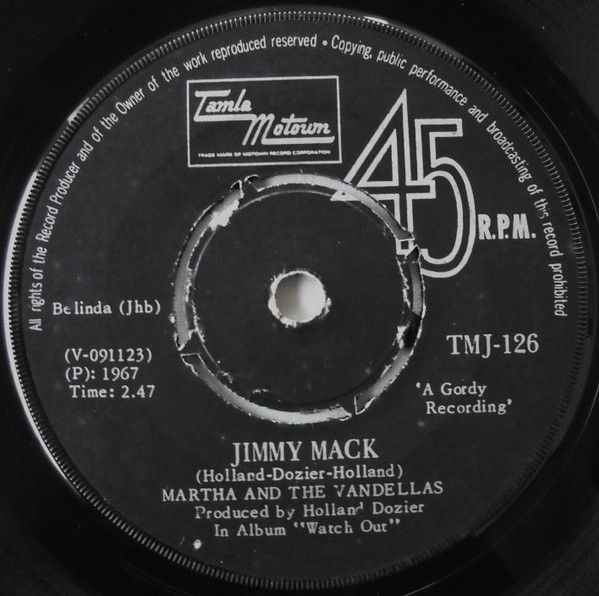 All rights of the Record Producer and of the Owner of the work reproduced reserved • Copying, public performance and broadcasting of this record prohibited
Tamla
Motown
TRADE MARK OF MOTOWN RECORD CORPORATION
45
R.P.M.
Belinda (Jhb)
TMJ-126
(V-091123)
(P): 1967
Time: 2.47
'A Gordy
Recording'
JIMMY MACK
(Holland-Dozier-Holland)
MARTHA AND THE VANDELLAS
Produced by Holland Dozier
In Album "Watch Out"